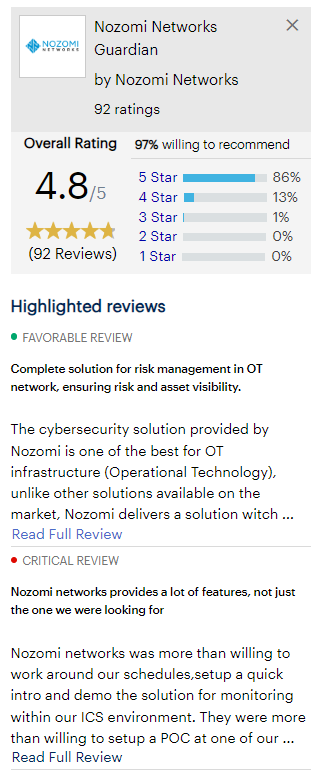 NOZOMI
NETWORKS
Nozomi Networks
Guardian
by Nozomi Networks
92 ratings
Overall Rating
97% willing to recommend
4.8/5
(92 Reviews)
5 Star 86%
4 Star 13%
3 Star 1%
2 Star 0%
1 Star 0%
Highlighted reviews
FAVORABLE REVIEW
Complete solution for risk management in OT
network, ensuring risk and asset visibility.
The cybersecurity solution provided by
Nozomi is one of the best for OT
infrastructure (Operational Technology),
unlike other solutions available on the
market, Nozomi delivers a solution witch ...
Read Full Review
CRITICAL REVIEW
Nozomi networks provides a lot of features, not just
the one we were looking for
Nozomi networks was more than willing to
work around our schedules,setup a quick
intro and demo the solution for monitoring
within our ICS environment. They were more
than willing to setup a POC at one of our ...
Read Full Review